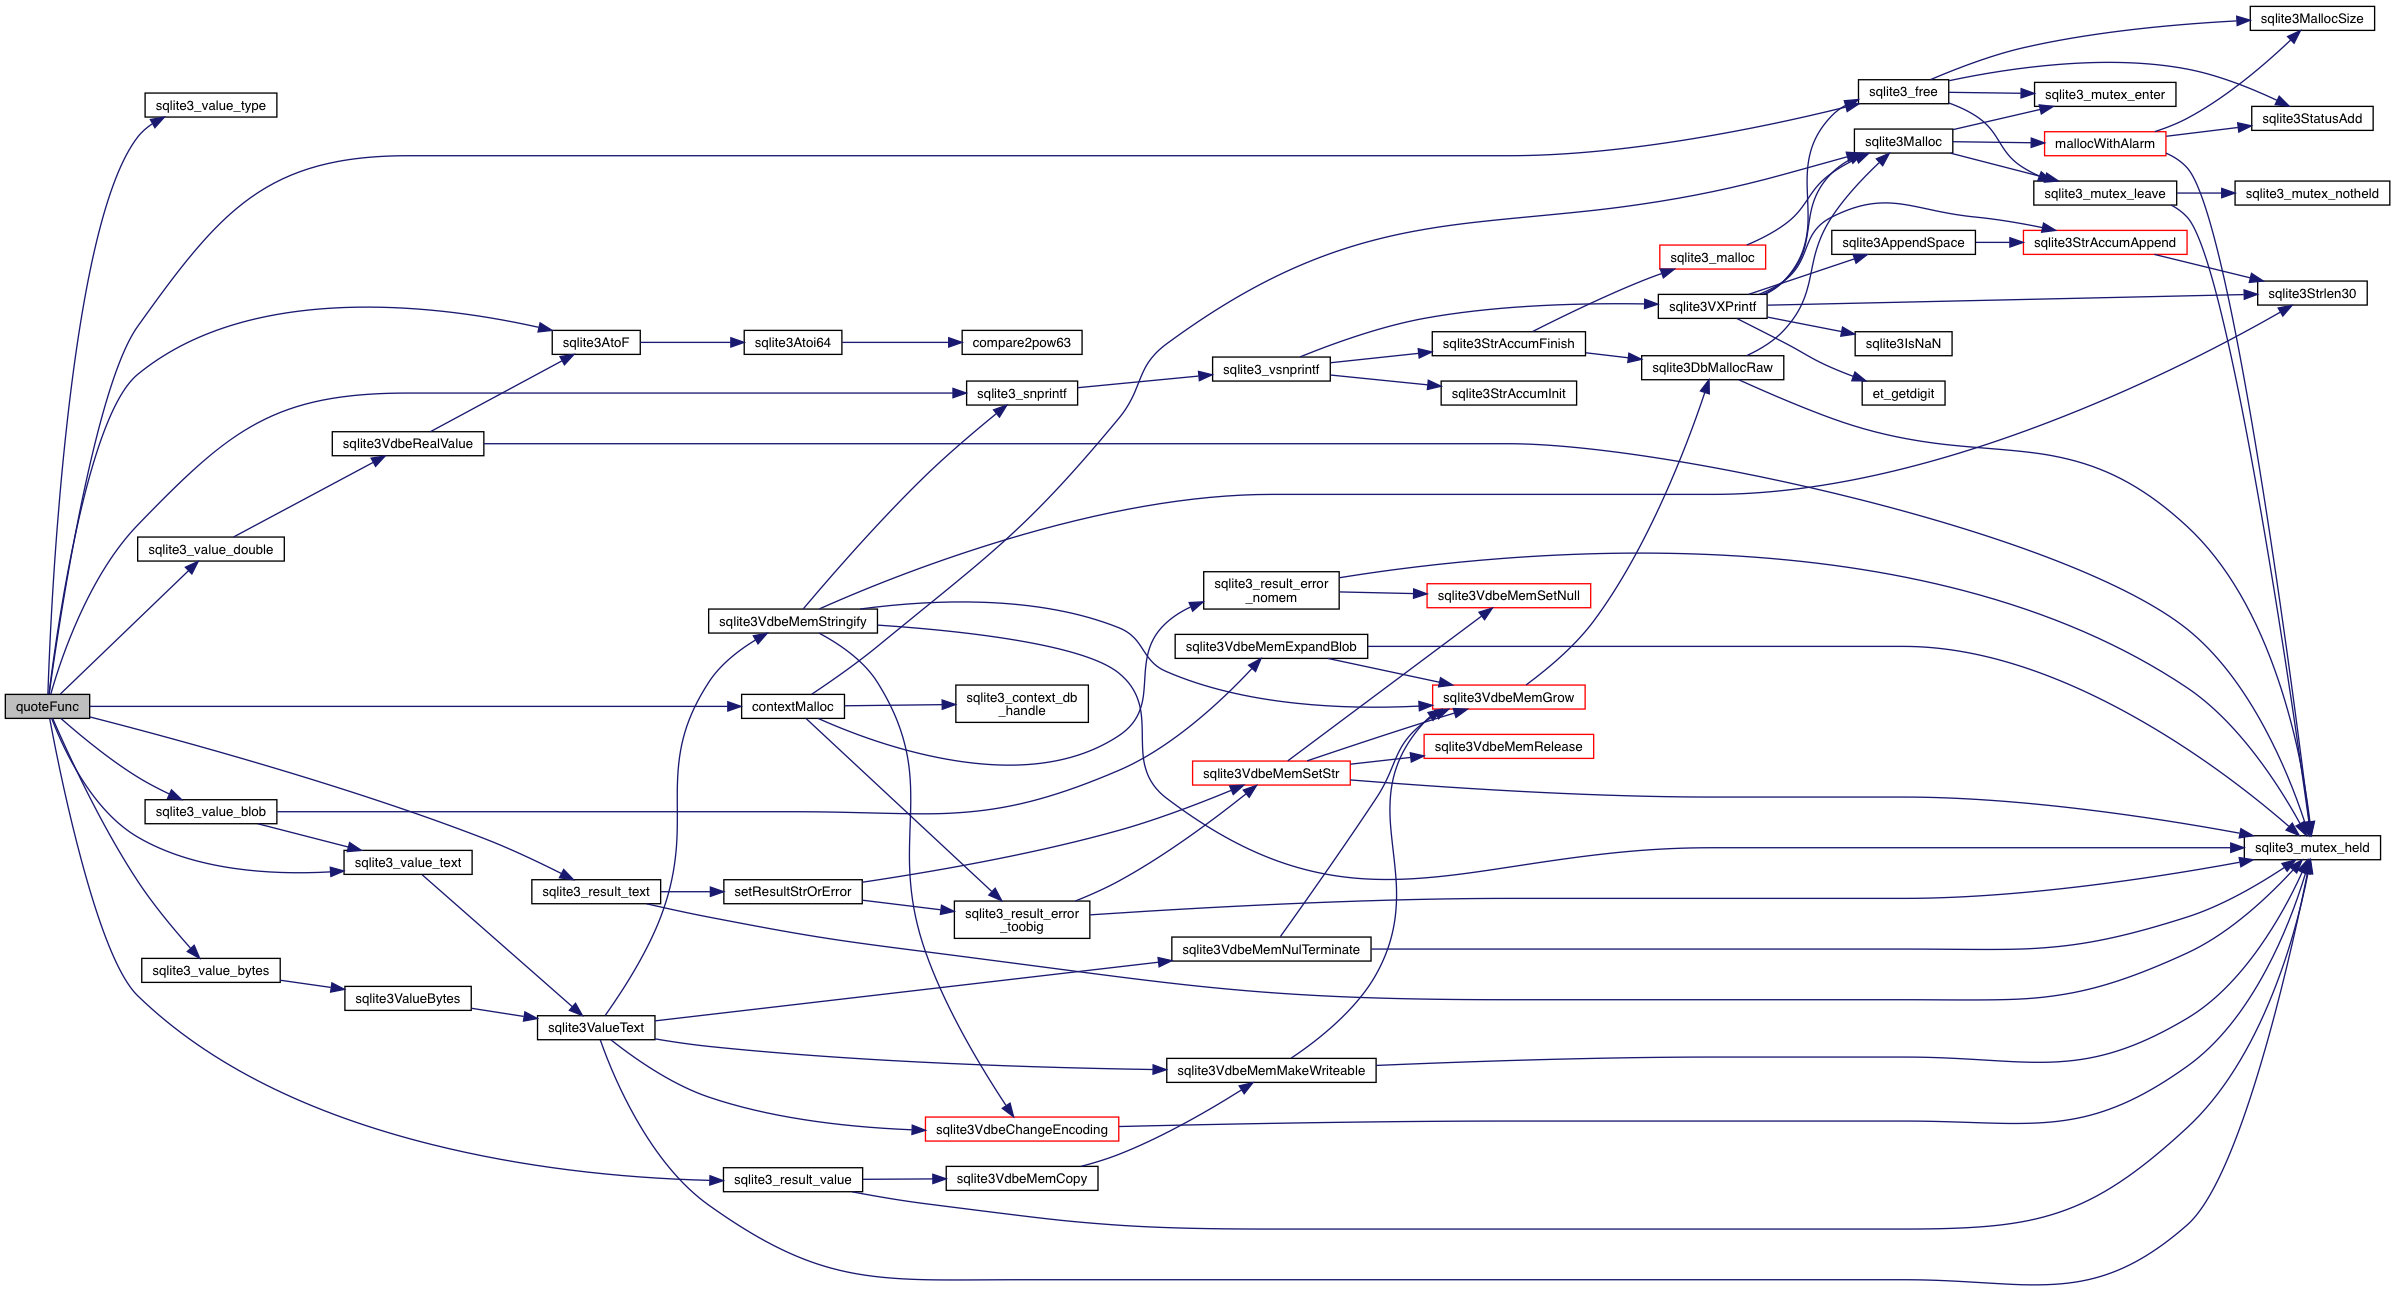 sqlite3MallocSize
sqlite3_free
sqlite3_mutex_enter
sqlite3_value_type
sqlite3StatusAdd
sqlite3Malloc
mallocWithAlarm
sqlite3_mutex_leave
sqlite3_mutex_notheld
sqlite3AppendSpace
sqlite3StrAccumAppend
sqlite3_malloc
sqlite3Strlen30
sqlite3VXPrintf
sqlite3AtoF
sqlite3Atoi64
compare2pow63
sqlite3StrAccumFinish
sqlite3IsNaN
sqlite3_vsnprintf
sqlite3DbMallocRaw
sqlite3_snprintf
sqlite3StrAccumInit
et_getdigit
sqlite3VdbeRealValue
sqlite3_value_double
sqlite3_result_error
_nomem
sqlite3VdbeMemSetNull
sqlite3VdbeMemStringify
sqlite3VdbeMemExpandBlob
quoteFunc
contextMalloc
sqlite3_context_db
_handle
sqlite3VdbeMemGrow
sqlite3VdbeMemRelease
sqlite3VdbeMemSetStr
sqlite3_value_blob
sqlite3_mutex_held
sqlite3_value_text
sqlite3_result_text
setResultStrOrError
sqlite3_result_error
_toobig
sqlite3VdbeMemNulTerminate
sqlite3_value_bytes
sqlite3ValueBytes
sqlite3ValueText
sqlite3VdbeMemMakeWriteable
sqlite3VdbeChangeEncoding
sqlite3_result_value
sqlite3VdbeMemCopy